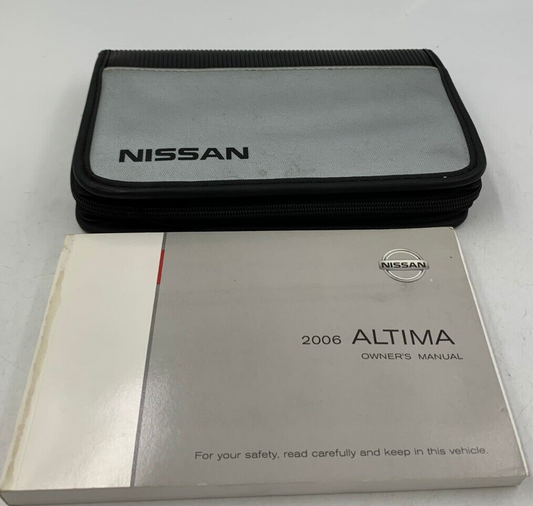 NISSAN
NISSAN
2006 ALTIMA
OWNER'S MANUAL
For your safety, read carefully and keep in this vehicle.